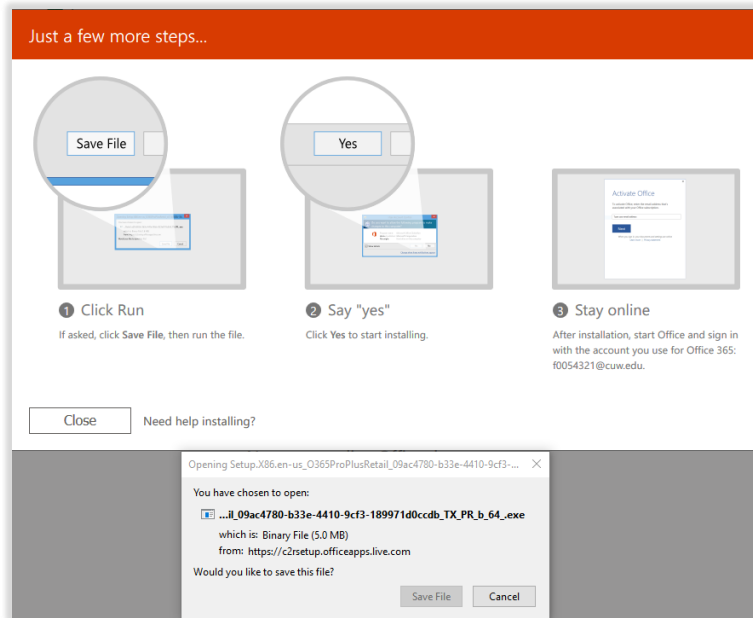 Just a few more steps...
Save File
Yes
Activate Office
1 Click Run
If asked, click Save File, then run the file.
2 Say "yes"
Click Yes to start installing.
3 Stay online
After installation, start Office and sign in
with the account you use for Office 365:
f0054321@cuw.edu.
Close
Need help installing?
Opening Setup.X86.en-us_O365ProPlusRetail_09ac4780-b33e-4410-9cf3-...
You have chosen to open:
...il_09ac4780-b33e-4410-9cf3-189971d0ccdb_TX_PR_b_64_.exe
which is: Binary File (5.0 MB)
from: https://c2rsetup.officeapps.live.com
Would you like to save this file?
Save File
Cancel